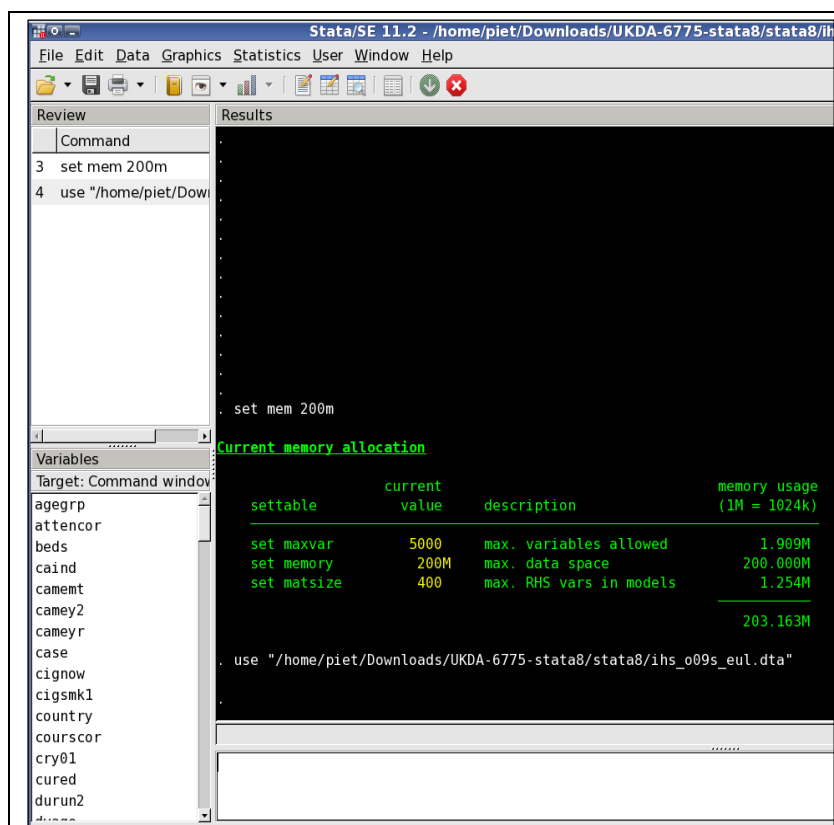 Stata/SE 11.2 - /home/piet/Downloads/UKDA-6775-stata8/stata8/ih
File Edit Data Graphics Statistics User Window Help
Review
Command
3 set mem 200m
4 use "/home/piet/Dow
Results
.
.
.
.
.
.
.
.
.
.
.
.
.
.
. set mem 200m
Current memory allocation
current memory usage
settable value description (1M = 1024k)
set maxvar 5000 max. variables allowed 1.909M
set memory 200M max. data space 200.000M
set matsize 400 max. RHS vars in models 1.254M
203.163M
. use "/home/piet/Downloads/UKDA-6775-stata8/stata8/ihs_o09s_eul.dta"
.
Variables
Target: Command window
agegrp
attencor
beds
caind
camemt
camey2
cameyr
case
cignow
cigsmk1
country
courscor
cry01
cured
durun2